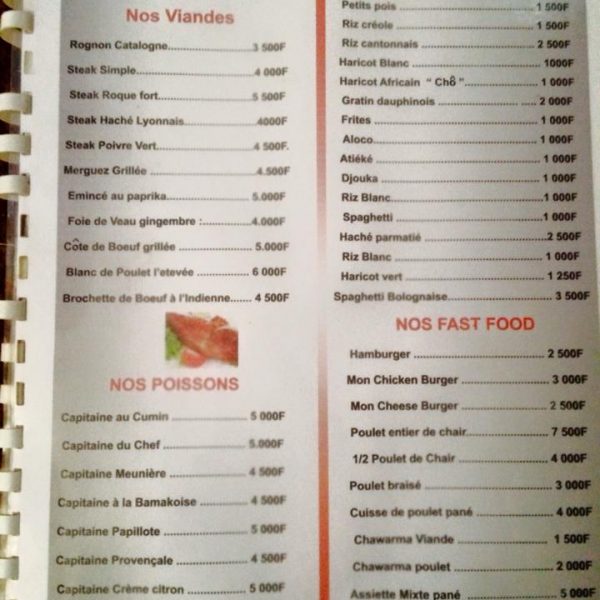 Nos Viandes
Rognon Catalogne 3 500F
Steak Simple 4 000F
Steak Roque fort 5 500F
Steak Haché Lyonnais 4000F
Steak Poivre Vert 4 500F.
Merguez Grillée 4.500F
Emincé au paprika 5.000F
Foie de Veau gingembre : 4.000F
Côte de Boeuf grillée 5.000F
Blanc de Poulet l'etevée 6 000F
Brochette de Boeuf à l'Indienne 4 500F
NOS POISSONS
Capitaine au Cumin 5 000F
Capitaine du Chef 5.000F
Capitaine Meunière 4 500F
Capitaine à la Bamakoise 4 500F
Capitaine Papillote 5 000F
Capitaine Provençale 4 500F
Capitaine Crème citron 5 000F
Petits pois 1 500F
Riz créole 1 500F
Riz cantonnais 2 500F
Haricot Blanc 1000F
Haricot Africain " Chô " 1 000F
Gratin dauphinois 2 000F
Frites 1 000F
Aloco 1 000F
Atiéké 1 000F
Djouka 1 000F
Riz Blanc 1 000F
Spaghetti 1 000F
Haché parmatié 2 500F
Riz Blanc 1 000F
Haricot vert 1 250F
Spaghetti Bolognaise 3 500F
NOS FAST FOOD
Hamburger 2 500F
Mon Chicken Burger 3 000F
Mon Cheese Burger 2 500F
Poulet entier de chair 7 500F
1/2 Poulet de Chair 4 000F
Poulet braisé 3 000F
Cuisse de poulet pané 4 000F
Chawarma Viande 1 500F
Chawarma poulet 2 000F
Assiette Mixte pané 5 000F